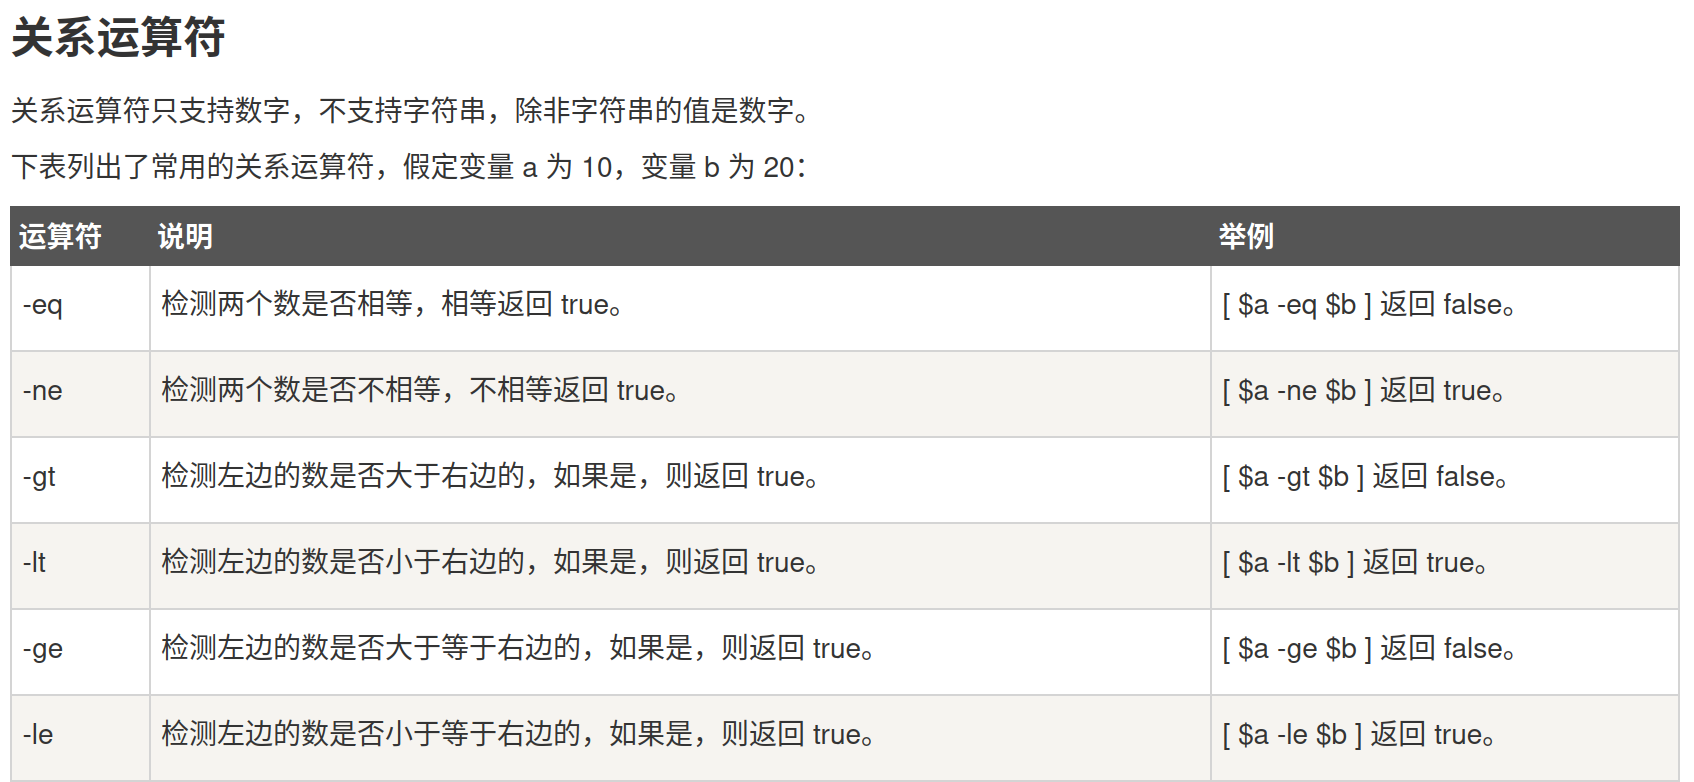 关系运算符
关系运算符只支持数字，不支持字符串，除非字符串的值是数字。
下表列出了常用的关系运算符，假定变量 a 为 10，变量 b 为 20：
运算符 说明 举例
-eq 检测两个数是否相等，相等返回 true。 [ $a -eq $b ] 返回 false。
-ne 检测两个数是否不相等，不相等返回 true。 [ $a -ne $b ] 返回 true。
-gt 检测左边的数是否大于右边的，如果是，则返回 true。 [ $a -gt $b ] 返回 false。
-lt 检测左边的数是否小于右边的，如果是，则返回 true。 [ $a -lt $b ] 返回 true。
-ge 检测左边的数是否大于等于右边的，如果是，则返回 true。 [ $a -ge $b ] 返回 false。
-le 检测左边的数是否小于等于右边的，如果是，则返回 true。 [ $a -le $b ] 返回 true。